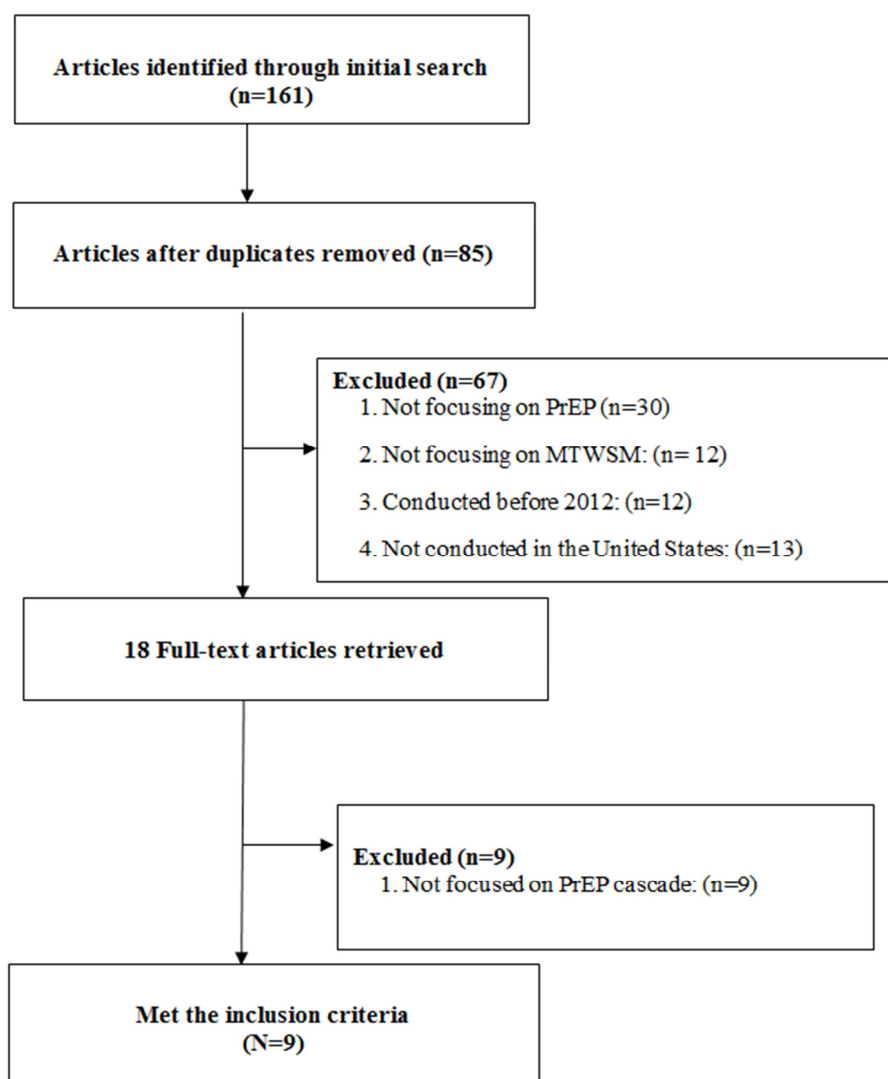 Articles identified through initial search
(n=161)
Articles after duplicates removed (n=85)
Excluded (n=67)
1. Not focusing on PrEP (n=30)
2. Not focusing on MTWSM: (n= 12)
3. Conducted before 2012: (n=12)
4. Not conducted in the United States: (n=13)
18 Full-text articles retrieved
Excluded (n=9)
1. Not focused on PrEP cascade: (n=9)
Met the inclusion criteria
(N=9)